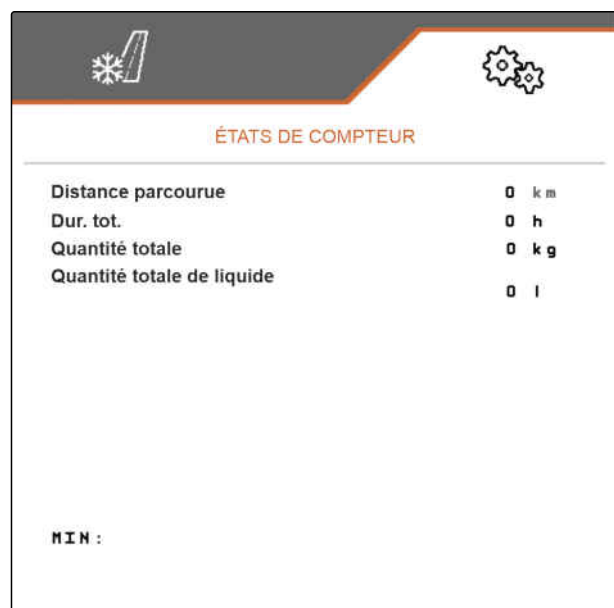 ÉTATS DE COMPTEUR
Distance parcourue 0 km
Dur. tot. 0 h
Quantité totale 0 kg
Quantité totale de liquide
0 l
MIN: